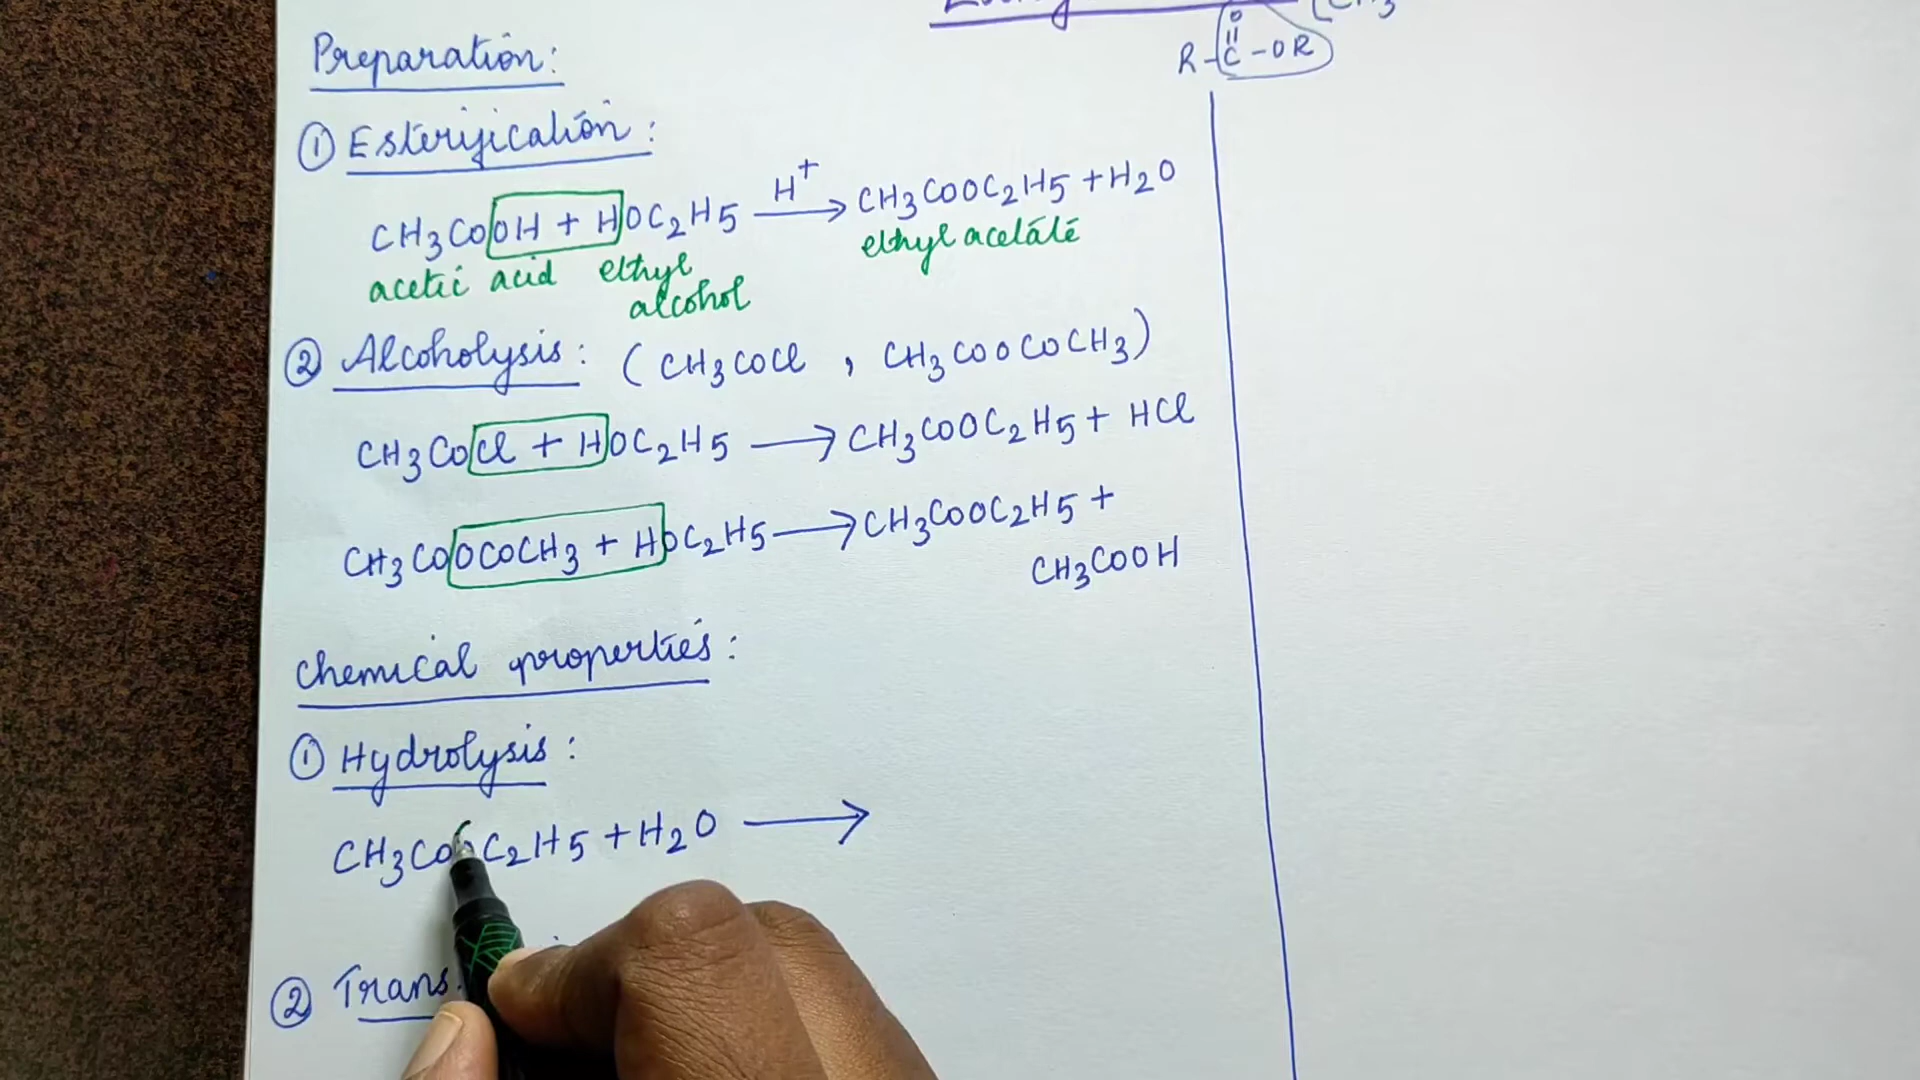 (CH3
O
||
R-C-OR
Preparation:
① Esterification:
CH3COOH + HOC2H5 —H+→ CH3COOC2H5 + H2O
acetic acid ethyl alcohol ethyl acetate
② Alcoholysis: (CH3COCl, CH3COOCOCH3)
CH3COCl + HOC2H5 → CH3COOC2H5 + HCl
CH3COOCOCH3 + HOC2H5 → CH3COOC2H5 +
CH3COOH
Chemical properties:
① Hydrolysis:
CH3COOC2H5 + H2O →
② Trans